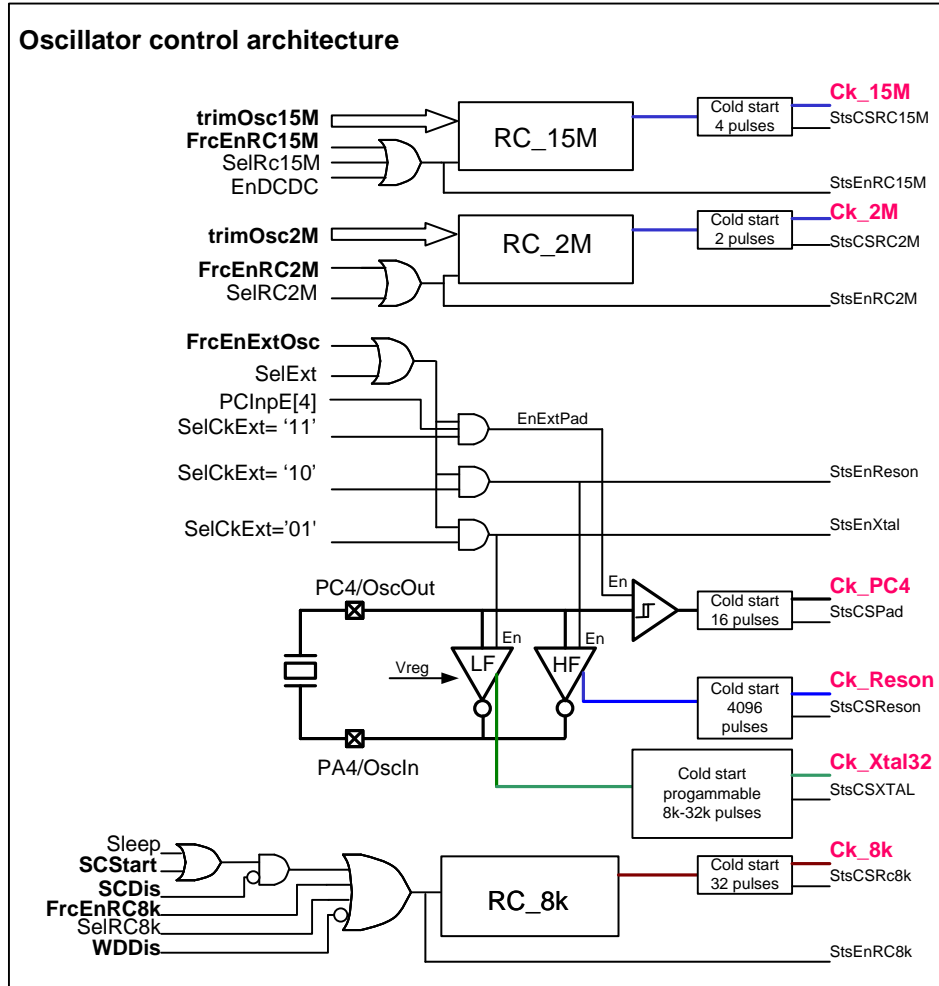 Oscillator control architecture
Ck_15M
trimOsc15M
RC_15M
Cold start
4 pulses
StsCSRC15M
FrcEnRC15M
SelRc15M
EnDCDC
StsEnRC15M
Ck_2M
trimOsc2M
RC_2M
Cold start
2 pulses
StsCSRC2M
FrcEnRC2M
SelRC2M
StsEnRC2M
FrcEnExtOsc
SelExt
PCInpE[4]
SelCkExt= '11'
EnExtPad
SelCkExt= '10'
StsEnReson
SelCkExt='01'
StsEnXtal
PC4/OscOut
En
Ck_PC4
Cold start
16 pulses
StsCSPad
En
En
LF
HF
Vreg
Ck_Reson
Cold start
4096
pulses
StsCSReson
PA4/OscIn
Ck_Xtal32
Cold start
progammable
8k-32k pulses
StsCSXTAL
Sleep
SCStart
SCDis
FrcEnRC8k
SelRC8k
WDDis
RC_8k
Ck_8k
Cold start
32 pulses
StsCSRc8k
StsEnRC8k